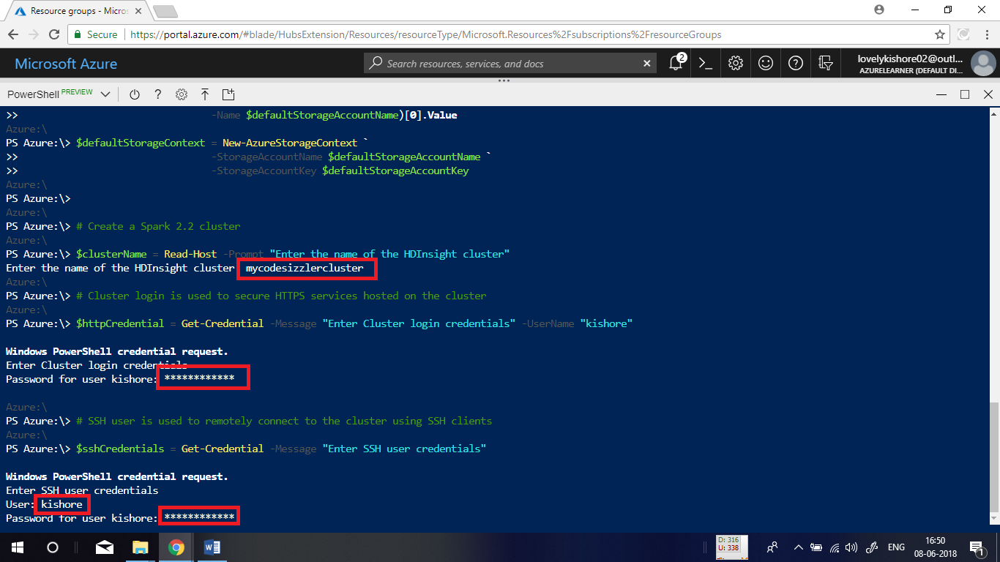 Resource groups - Micros
Secure
https://portal.azure.com/#blade/HubsExtension/Resources/resourceType/Microsoft.Resources%2Fsubscriptions%2FresourceGroups
Microsoft Azure
Search resources, services, and docs
2
lovelykishore02@outl...
AZURELEARNER (DEFAULT DI...
PowerShell PREVIEW
>> -Name $defaultStorageAccountName)[0].Value
Azure:\
PS Azure:\> $defaultStorageContext = New-AzureStorageContext `
>> -StorageAccountName $defaultStorageAccountName `
>> -StorageAccountKey $defaultStorageAccountKey
Azure:\
PS Azure:\>
Azure:\
PS Azure:\> # Create a Spark 2.2 cluster
Azure:\
PS Azure:\> $clusterName = Read-Host -Prompt "Enter the name of the HDInsight cluster"
Enter the name of the HDInsight cluster: mycodesizzlercluster
Azure:\
PS Azure:\> # Cluster login is used to secure HTTPS services hosted on the cluster
Azure:\
PS Azure:\> $httpCredential = Get-Credential -Message "Enter Cluster login credentials" -UserName "kishore"
Windows PowerShell credential request.
Enter Cluster login credentials
Password for user kishore: ************
Azure:\
PS Azure:\> # SSH user is used to remotely connect to the cluster using SSH clients
Azure:\
PS Azure:\> $sshCredentials = Get-Credential -Message "Enter SSH user credentials"
Windows PowerShell credential request.
Enter SSH user credentials
User: kishore
Password for user kishore: ************
D: 316
U: 338
ENG
16:50
08-06-2018
1